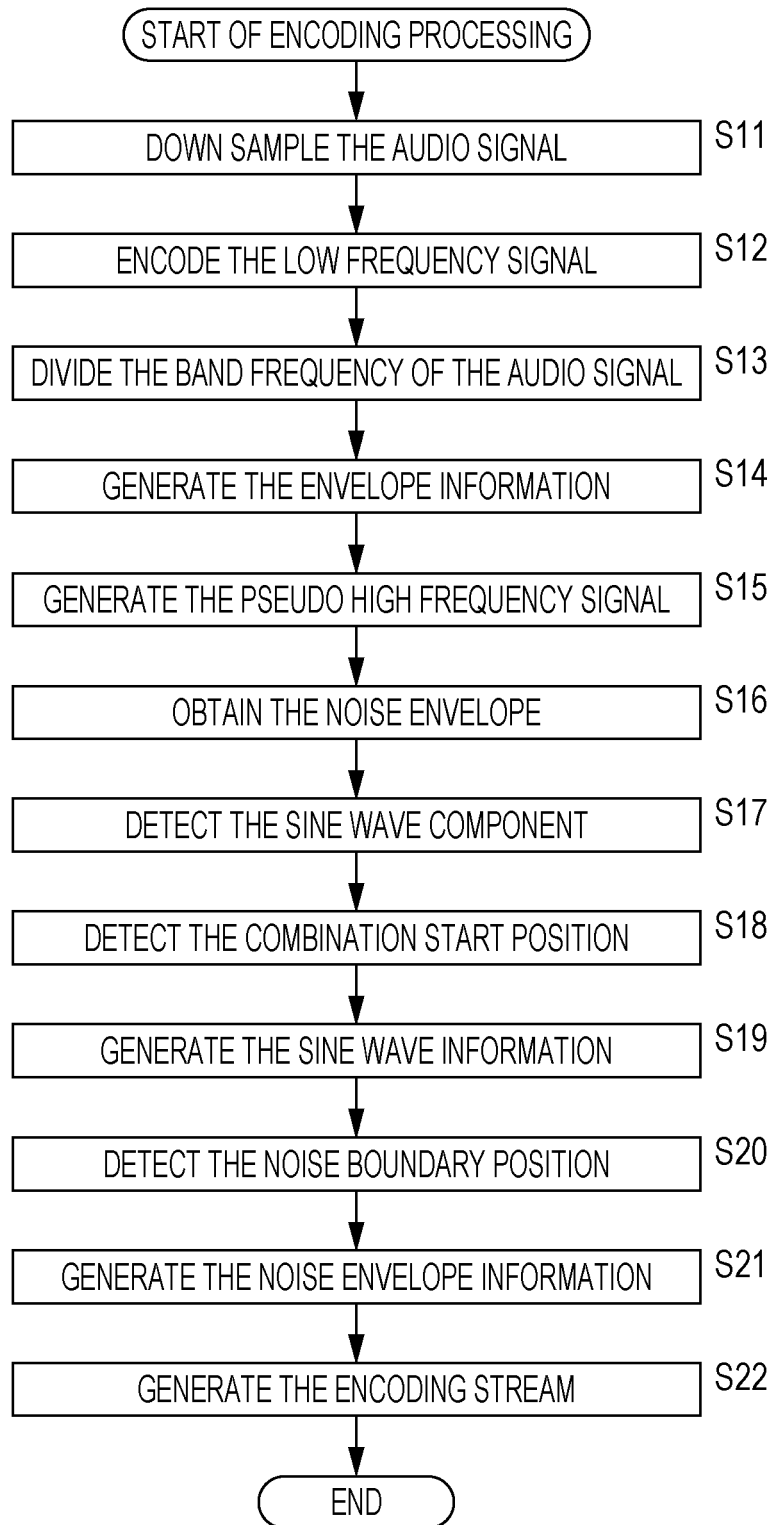 START OF ENCODING PROCESSING
DOWN SAMPLE THE AUDIO SIGNAL S11
ENCODE THE LOW FREQUENCY SIGNAL S12
DIVIDE THE BAND FREQUENCY OF THE AUDIO SIGNAL S13
GENERATE THE ENVELOPE INFORMATION S14
GENERATE THE PSEUDO HIGH FREQUENCY SIGNAL S15
OBTAIN THE NOISE ENVELOPE S16
DETECT THE SINE WAVE COMPONENT S17
DETECT THE COMBINATION START POSITION S18
GENERATE THE SINE WAVE INFORMATION S19
DETECT THE NOISE BOUNDARY POSITION S20
GENERATE THE NOISE ENVELOPE INFORMATION S21
GENERATE THE ENCODING STREAM S22
END